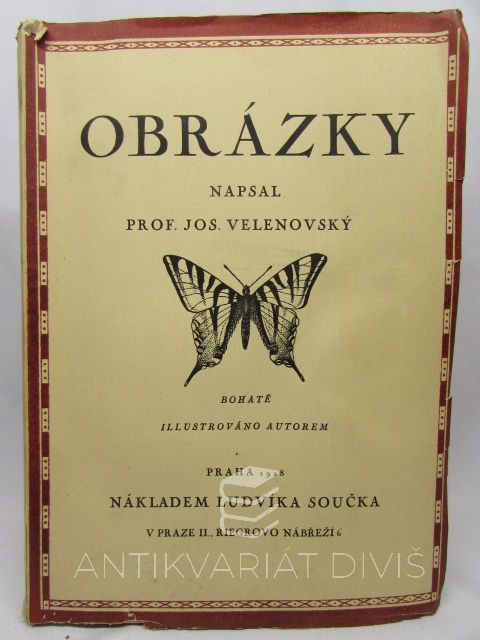 OBRÁZKY
NAPSAL
PROF. JOS. VELENOVSKÝ
BOHATĚ
ILLUSTROVÁNO AUTOREM
PRAHA 1928
NÁKLADEM LUDVÍKA SOUČKA
V PRAZE II., RIEGROVO NÁBŘEŽÍ 6
ANTIKVARIÁT DIVIŠ